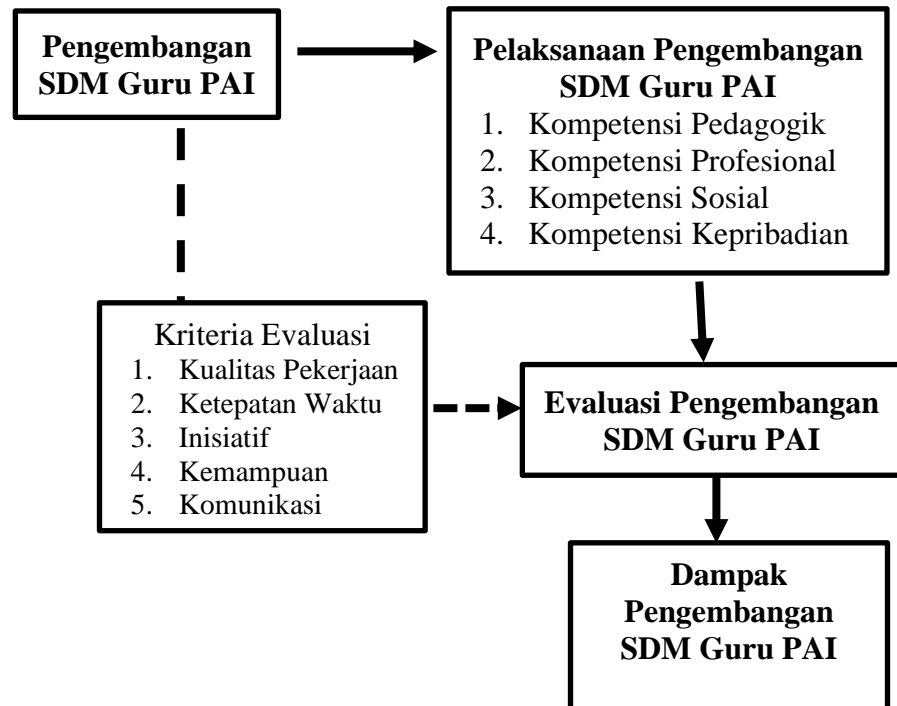 Pengembangan
SDM Guru PAI
Pelaksanaan Pengembangan
SDM Guru PAI
1. Kompetensi Pedagogik
2. Kompetensi Profesional
3. Kompetensi Sosial
4. Kompetensi Kepribadian
Kriteria Evaluasi
1. Kualitas Pekerjaan
2. Ketepatan Waktu
3. Inisiatif
4. Kemampuan
5. Komunikasi
Evaluasi Pengembangan
SDM Guru PAI
Dampak
Pengembangan
SDM Guru PAI